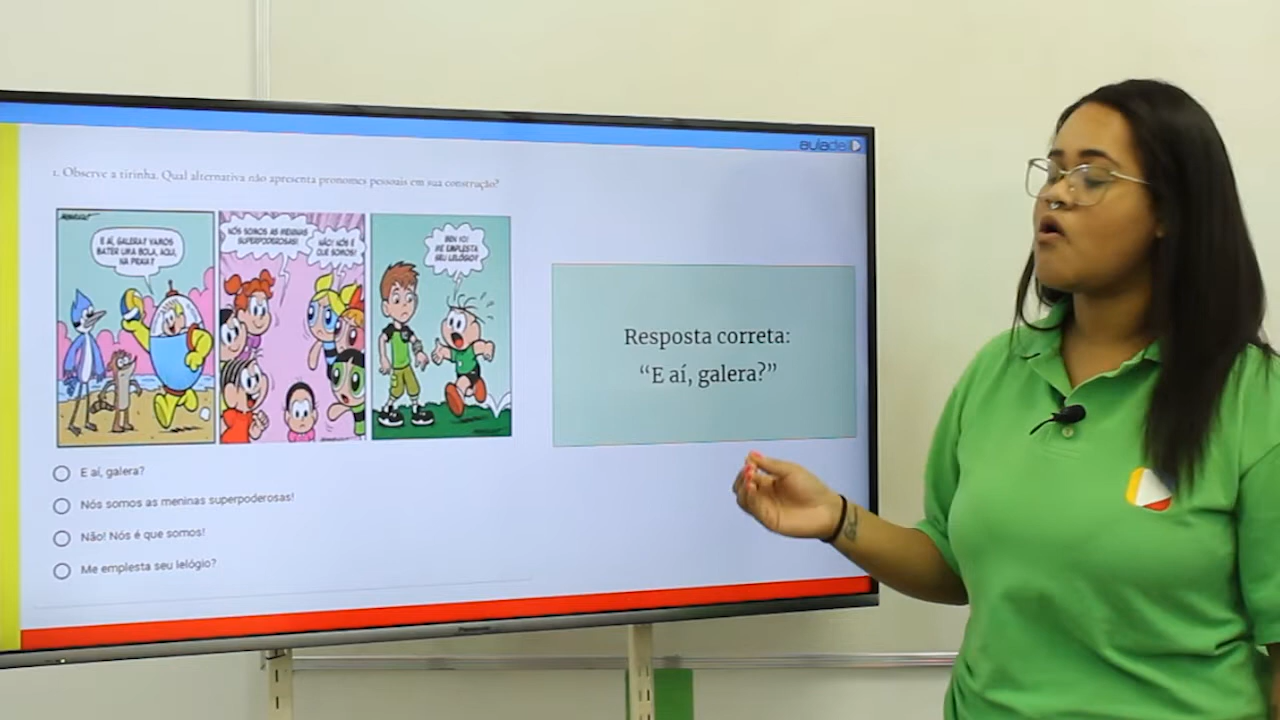 auladeID
1. Observe a tirinha. Qual alternativa não apresenta pronomes pessoais em sua construção?
E AÍ, GALERA? VAMOS
BATER UMA BOLA, AQUI,
NA PRAIA?
NÓS SOMOS AS MENINAS
SUPERPODEROSAS!
NÃO! NÓS É
QUE SOMOS!
BEN 10!
ME EMPLESTA
SEU LELÓGIO?
Resposta correta:
“E aí, galera?”
E aí, galera?
Nós somos as meninas superpoderosas!
Não! Nós é que somos!
Me emplesta seu lelógio?
Panasonic